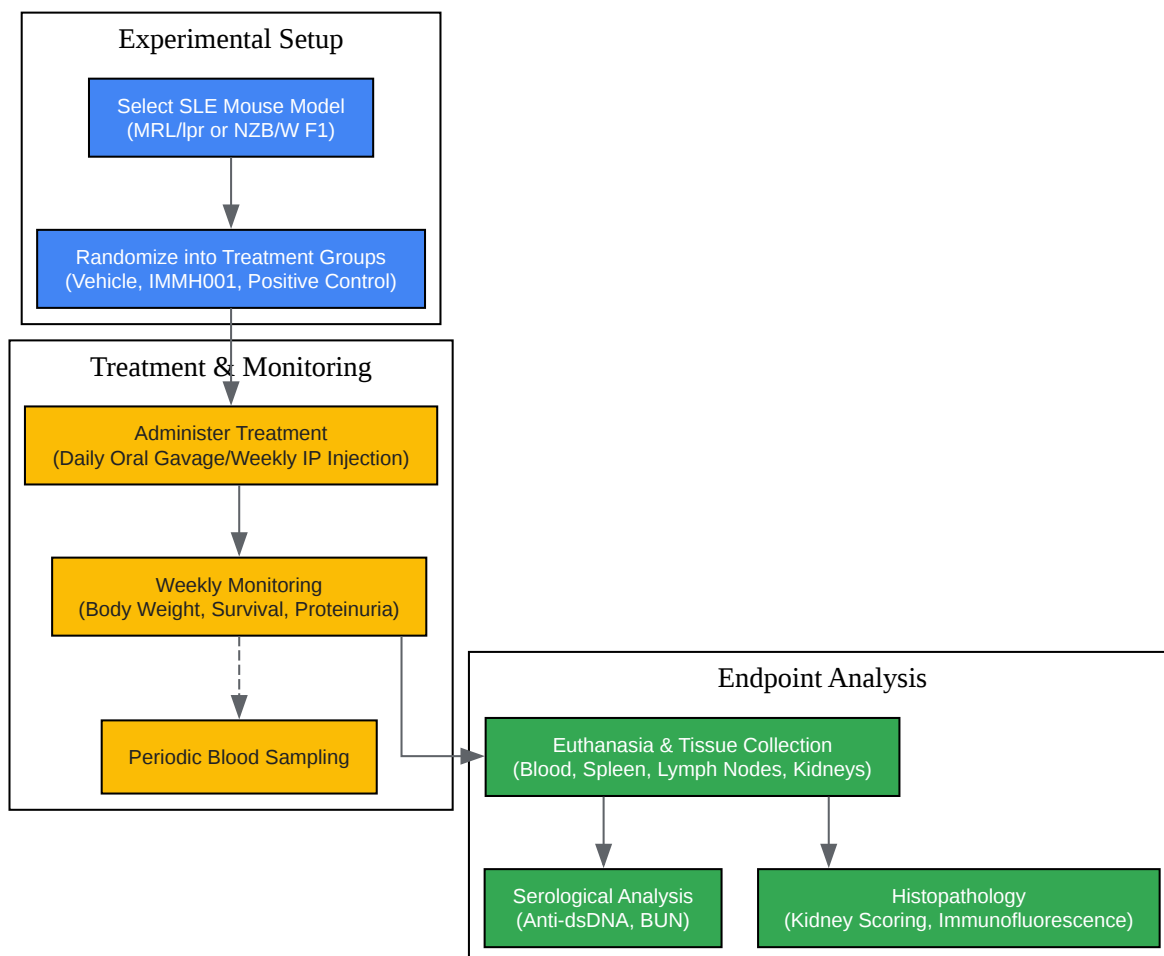 Experimental Setup
Select SLE Mouse Model
(MRL/lpr or NZB/W F1)
Randomize into Treatment Groups
(Vehicle, IMMH001, Positive Control)
Treatment & Monitoring
Administer Treatment
(Daily Oral Gavage/Weekly IP Injection)
Weekly Monitoring
(Body Weight, Survival, Proteinuria)
Periodic Blood Sampling
Endpoint Analysis
Euthanasia & Tissue Collection
(Blood, Spleen, Lymph Nodes, Kidneys)
Serological Analysis
(Anti-dsDNA, BUN)
Histopathology
(Kidney Scoring, Immunofluorescence)